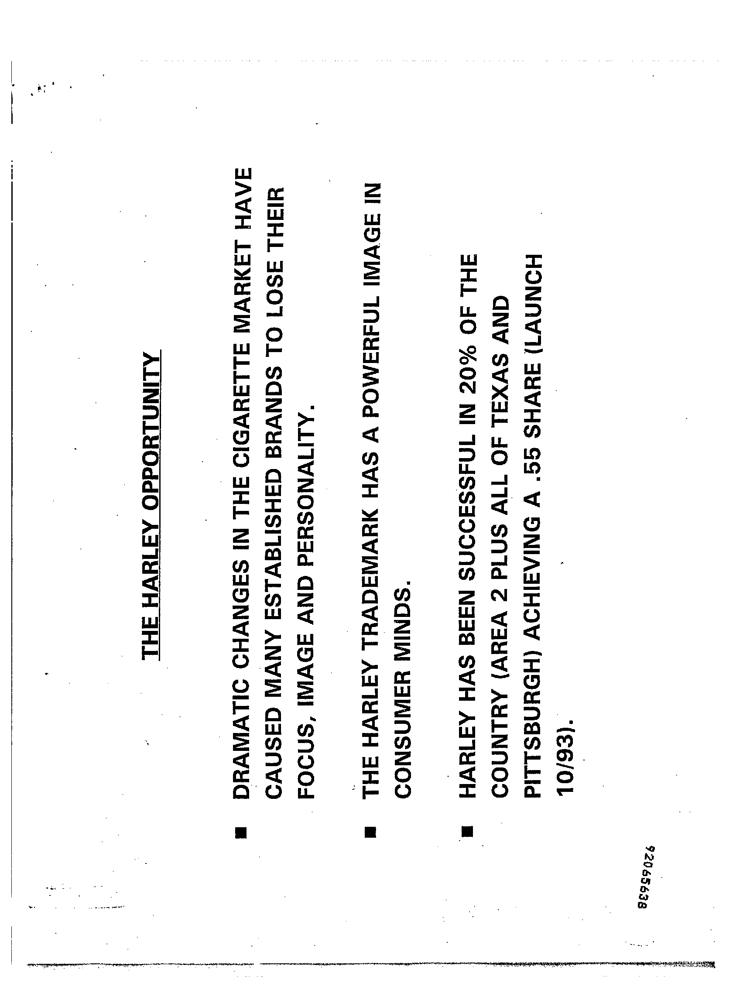 THE HARLEY OPPORTUNITY
■ DRAMATIC CHANGES IN THE CIGARETTE MARKET HAVE
CAUSED MANY ESTABLISHED BRANDS TO LOSE THEIR
FOCUS, IMAGE AND PERSONALITY.
■ THE HARLEY TRADEMARK HAS A POWERFUL IMAGE IN
CONSUMER MINDS.
■ HARLEY HAS BEEN SUCCESSFUL IN 20% OF THE
COUNTRY (AREA 2 PLUS ALL OF TEXAS AND
PITTSBURGH) ACHIEVING A .55 SHARE (LAUNCH
10/93).
92065638